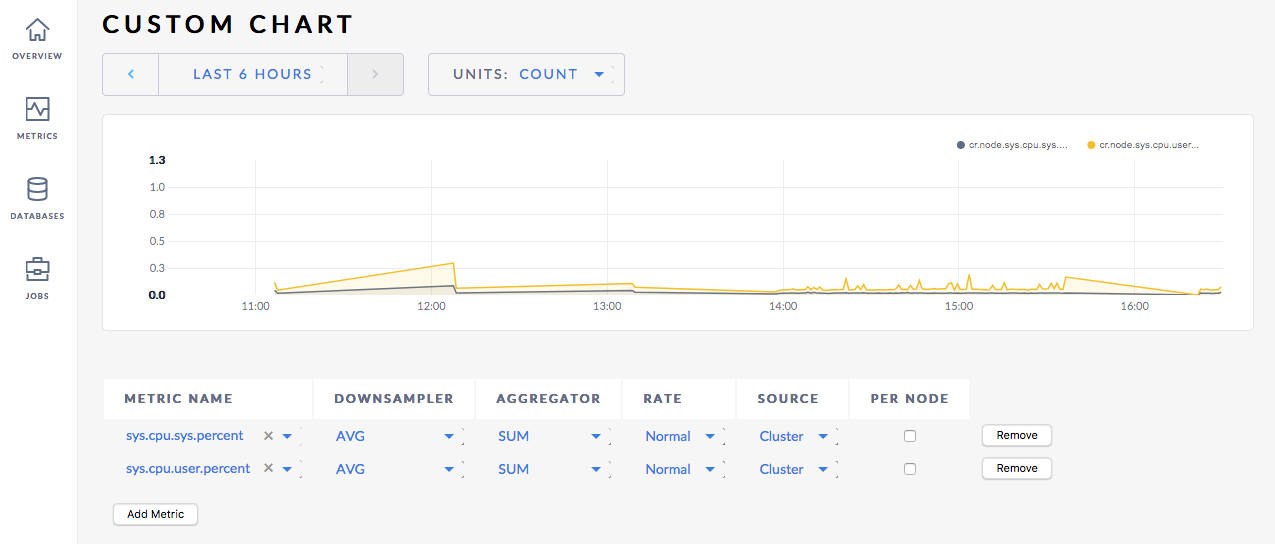 CUSTOM CHART
OVERVIEW
METRICS
DATABASES
JOBS
LAST 6 HOURS
UNITS: COUNT
cr.node.sys.cpu.sys.... cr.node.sys.cpu.user...
1.3
1.0
0.8
0.5
0.3
0.0
11:00 12:00 13:00 14:00 15:00 16:00
METRIC NAME DOWNSAMPLER AGGREGATOR RATE SOURCE PER NODE
sys.cpu.sys.percent × AVG SUM Normal Cluster Remove
sys.cpu.user.percent × AVG SUM Normal Cluster Remove
Add Metric